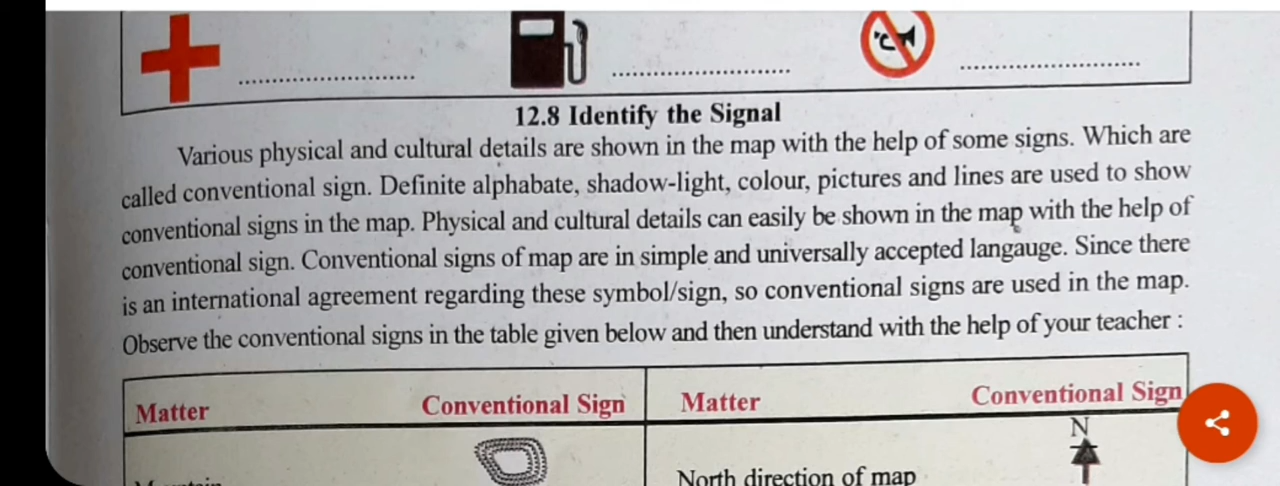 12.8 Identify the Signal
Various physical and cultural details are shown in the map with the help of some signs. Which are
called conventional sign. Definite alphabate, shadow-light, colour, pictures and lines are used to show
conventional signs in the map. Physical and cultural details can easily be shown in the map with the help of
conventional sign. Conventional signs of map are in simple and universally accepted langauge. Since there
is an international agreement regarding these symbol/sign, so conventional signs are used in the map.
Observe the conventional signs in the table given below and then understand with the help of your teacher :
Matter Conventional Sign Matter Conventional Sign
N
North direction of map